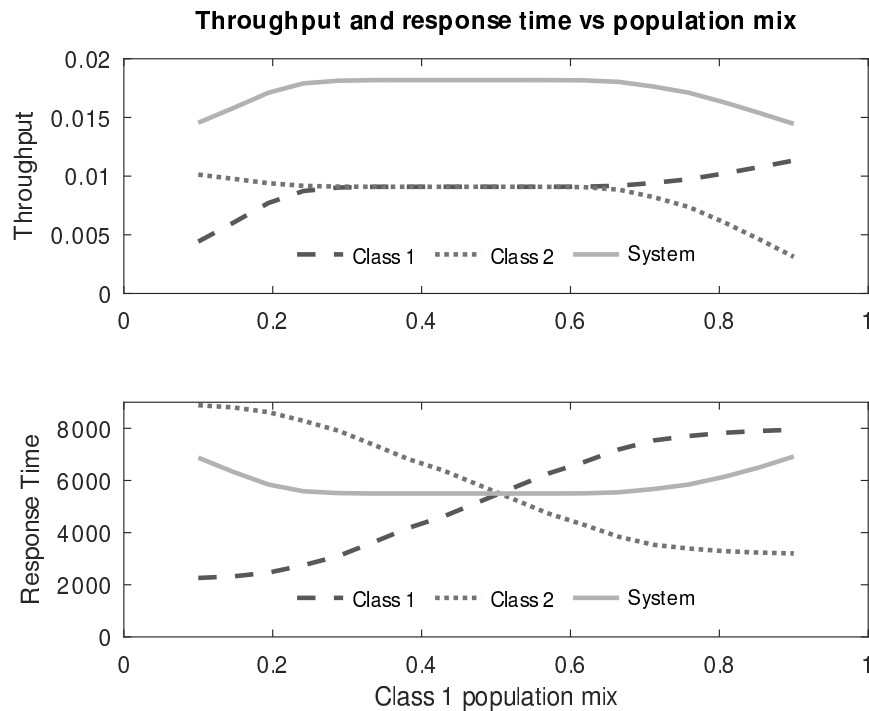 Throughput and response time vs population mix
0.02
0.015
0.01
0.005
0
Throughput
Class 1 Class 2 System
0 0.2 0.4 0.6 0.8 1
8000
6000
4000
2000
0
Response Time
Class 1 Class 2 System
0 0.2 0.4 0.6 0.8 1
Class 1 population mix